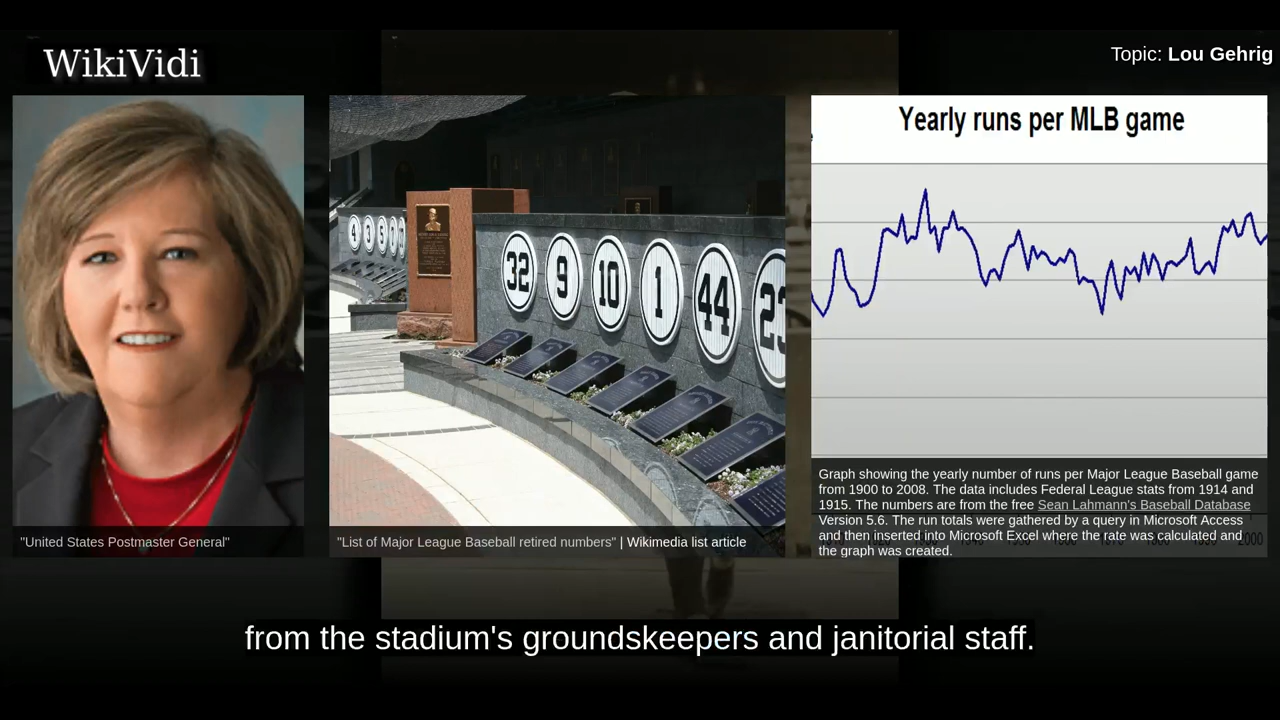 WikiVidi
Topic: Lou Gehrig
Yearly runs per MLB game
32
9
10
1
44
Graph showing the yearly number of runs per Major League Baseball game
from 1900 to 2008. The data includes Federal League stats from 1914 and
1915. The numbers are from the free Sean Lahmann's Baseball Database
Version 5.6. The run totals were gathered by a query in Microsoft Access
and then inserted into Microsoft Excel where the rate was calculated and
the graph was created.
"United States Postmaster General"
"List of Major League Baseball retired numbers" | Wikimedia list article
from the stadium's groundskeepers and janitorial staff.